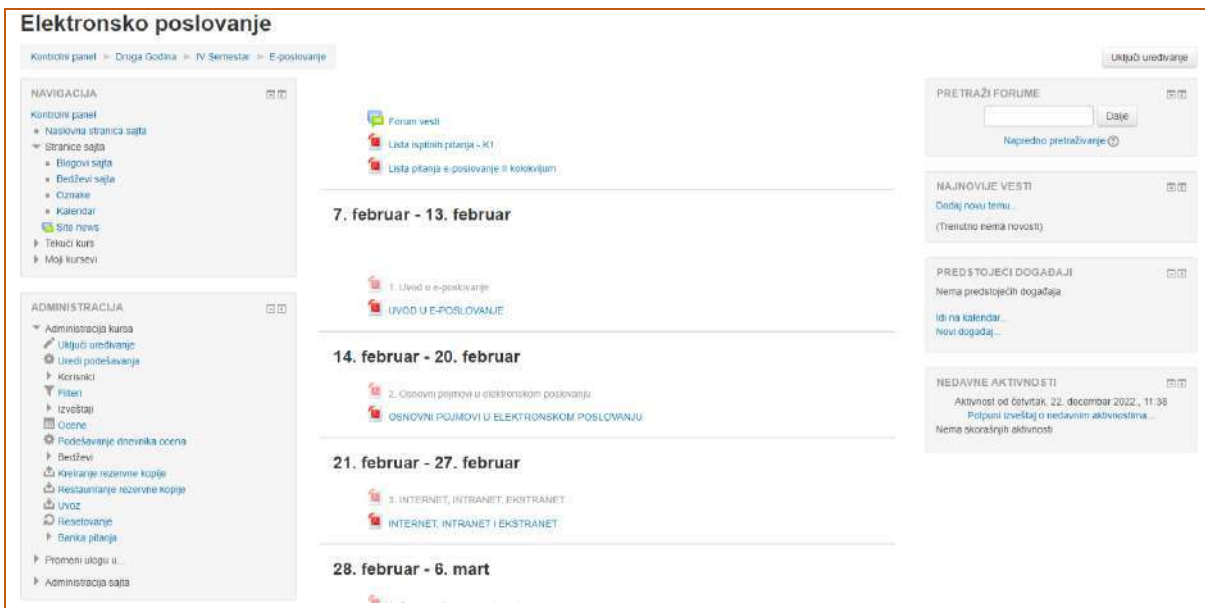 Elektronsko poslovanje
Kontrolni panel Druga Godina IV Semestar E-poslovanje
Uključi uređivanje
NAVIGACIJA
Kontrolni panel
Naslovna stranica sajta
Stranice sajta
Blogovi sajta
Bedževi sajta
Oznake
Kalendar
Site news
Tekući kurs
Moji kursevi
ADMINISTRACIJA
Administracija kursa
Uključi uređivanje
Uredi podešavanja
Korisnici
Filteri
Izveštaji
Ocene
Podešavanje dnevnika ocena
Bedževi
Kreiranje rezervne kopije
Restauriranje rezervne kopije
Uvoz
Resetovanje
Banka pitanja
Promeni ulogu u...
Administracija sajta
Forum vesti
Lista ispitnih pitanja - K1
Lista pitanja e-poslovanje II kolokvijum
7. februar - 13. februar
1. Uvod u e-poslovanje
UVOD U E-POSLOVANJE
14. februar - 20. februar
2. Osnovni pojmovi u elektronskom poslovanju
OSNOVNI POJMOVI U ELEKTRONSKOM POSLOVANJU
21. februar - 27. februar
3. INTERNET, INTRANET, EKSTRANET
INTERNET, INTRANET I EKSTRANET
28. februar - 6. mart
PRETRAŽI FORUME
Dalje
Napredno pretraživanje
NAJNOVIJE VESTI
Dodaj novu temu...
(Trenutno nema novosti)
PREDSTOJEĆI DOGAĐAJI
Nema predstojećih događaja
Idi na kalendar...
Novi događaj...
NEDAVNE AKTIVNOSTI
Aktivnost od četvrtak, 22. decembar 2022., 11:38
Potpuni izveštaj o nedavnim aktivnostima...
Nema skorašnjih aktivnosti